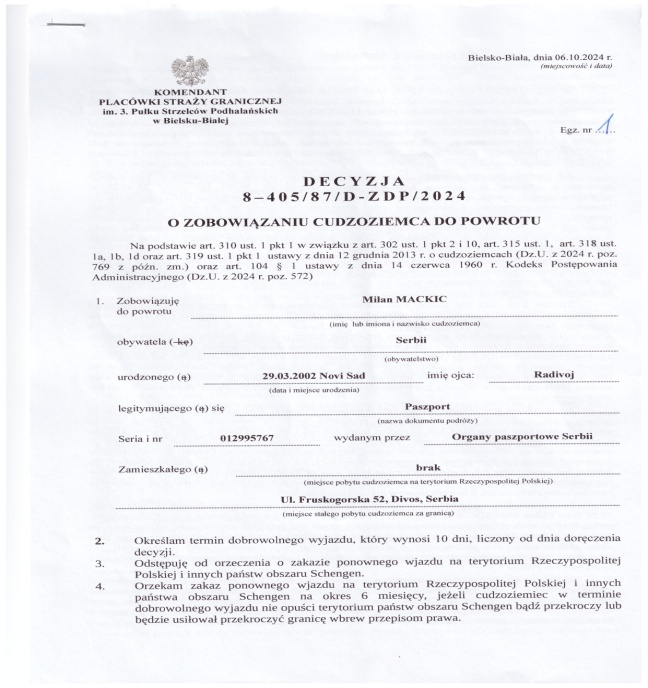 Bielsko-Biała, dnia 06.10.2024 r.
(miejscowość i data)
KOMENDANT
PLACÓWKI STRAŻY GRANICZNEJ
im. 3. Pułku Strzelców Podhalańskich
w Bielsku-Białej
Egz. nr .1....
DECYZJA
8–405/87/D-ZDP/2024
O ZOBOWIĄZANIU CUDZOZIEMCA DO POWROTU
Na podstawie art. 310 ust. 1 pkt 1 w związku z art. 302 ust. 1 pkt 2 i 10, art. 315 ust. 1, art. 318 ust.
1a, 1b, 1d oraz art. 319 ust. 1 pkt 1 ustawy z dnia 12 grudnia 2013 r. o cudzoziemcach (Dz.U. z 2024 r. poz.
769 z późn. zm.) oraz art. 104 § 1 ustawy z dnia 14 czerwca 1960 r. Kodeks Postępowania
Administracyjnego (Dz.U. z 2024 r. poz. 572)
1. Zobowiązuję Milan MACKIC
do powrotu
(imię lub imiona i nazwisko cudzoziemca)
obywatela (-kę) Serbii
(obywatelstwo)
urodzonego (ą) 29.03.2002 Novi Sad imię ojca: Radivoj
(data i miejsce urodzenia)
legitymującego (ą) się Paszport
(nazwa dokumentu podróży)
Seria i nr 012995767 wydanym przez Organy paszportowe Serbii
Zamieszkałego (ą) brak
(miejsce pobytu cudzoziemca na terytorium Rzeczypospolitej Polskiej)
Ul. Fruskogorska 52, Divos, Serbia
(miejsce stałego pobytu cudzoziemca za granicą)
2. Określam termin dobrowolnego wyjazdu, który wynosi 10 dni, liczony od dnia doręczenia
decyzji.
3. Odstępuję od orzeczenia o zakazie ponownego wjazdu na terytorium Rzeczypospolitej
Polskiej i innych państw obszaru Schengen.
4. Orzekam zakaz ponownego wjazdu na terytorium Rzeczypospolitej Polskiej i innych
państwa obszaru Schengen na okres 6 miesięcy, jeżeli cudzoziemiec w terminie
dobrowolnego wyjazdu nie opuści terytorium państw obszaru Schengen bądź przekroczy lub
będzie usiłował przekroczyć granicę wbrew przepisom prawa.